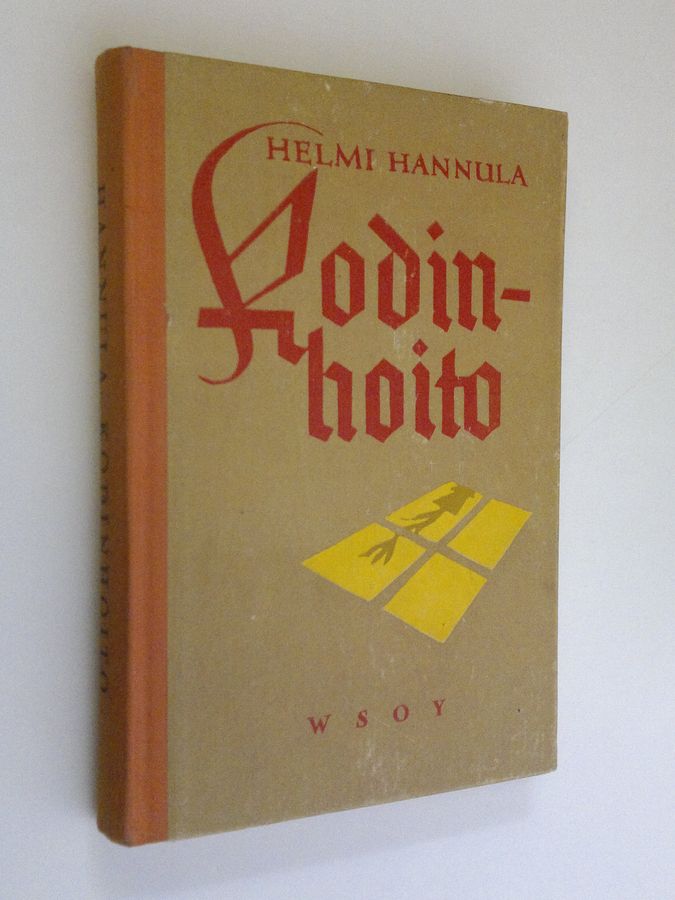 HELMI HANNULA
Kodin-
hoito
WSOY
HANNULA KODINHOITO